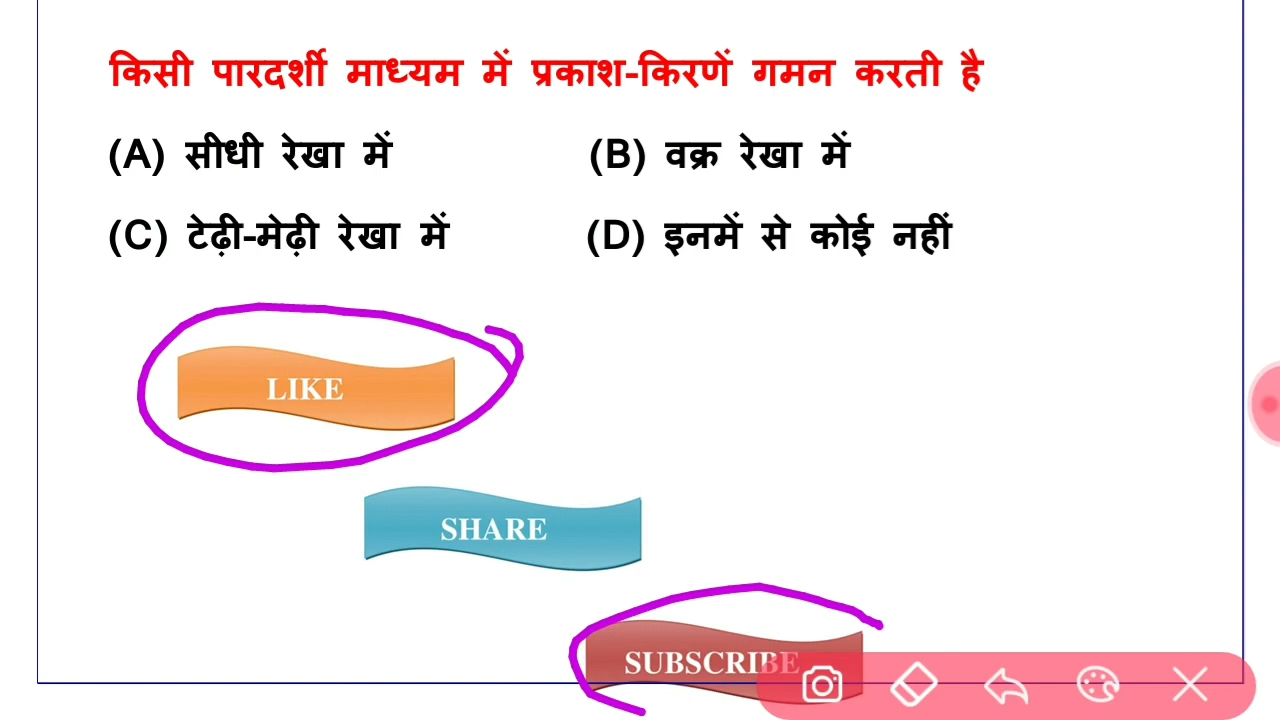 किसी पारदर्शी माध्यम में प्रकाश-किरणें गमन करती है
(A) सीधी रेखा में (B) वक्र रेखा में
(C) टेढ़ी-मेढ़ी रेखा में (D) इनमें से कोई नहीं
LIKE
SHARE
SUBSCRIBE